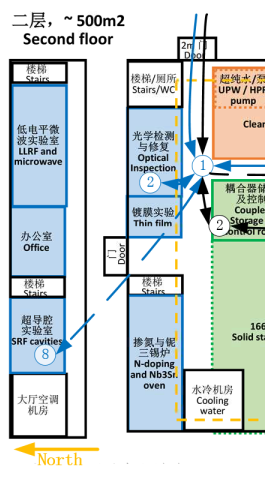 二层，~ 500m2
Second floor
楼梯
Stairs
低电平微
波实验室
LLRF and
microwave
办公室
Office
楼梯
Stairs
超导腔
实验室
SRF cavities
8
大厅空调
机房
North
2m 门
Door
楼梯/厕所
Stairs/WC
光学检测
与修复
Optical
Inspection
2
镀膜实验
Thin film
门
Door
楼梯
Stairs
掺氮与铌
三锡炉
N-doping
and Nb3Sn
oven
超纯水/泵
UPW / HPR
pump
Clean
1
耦合器储
及控制
Couple
Storage
2
Control room
166
Solid sta
水冷机房
Cooling
water